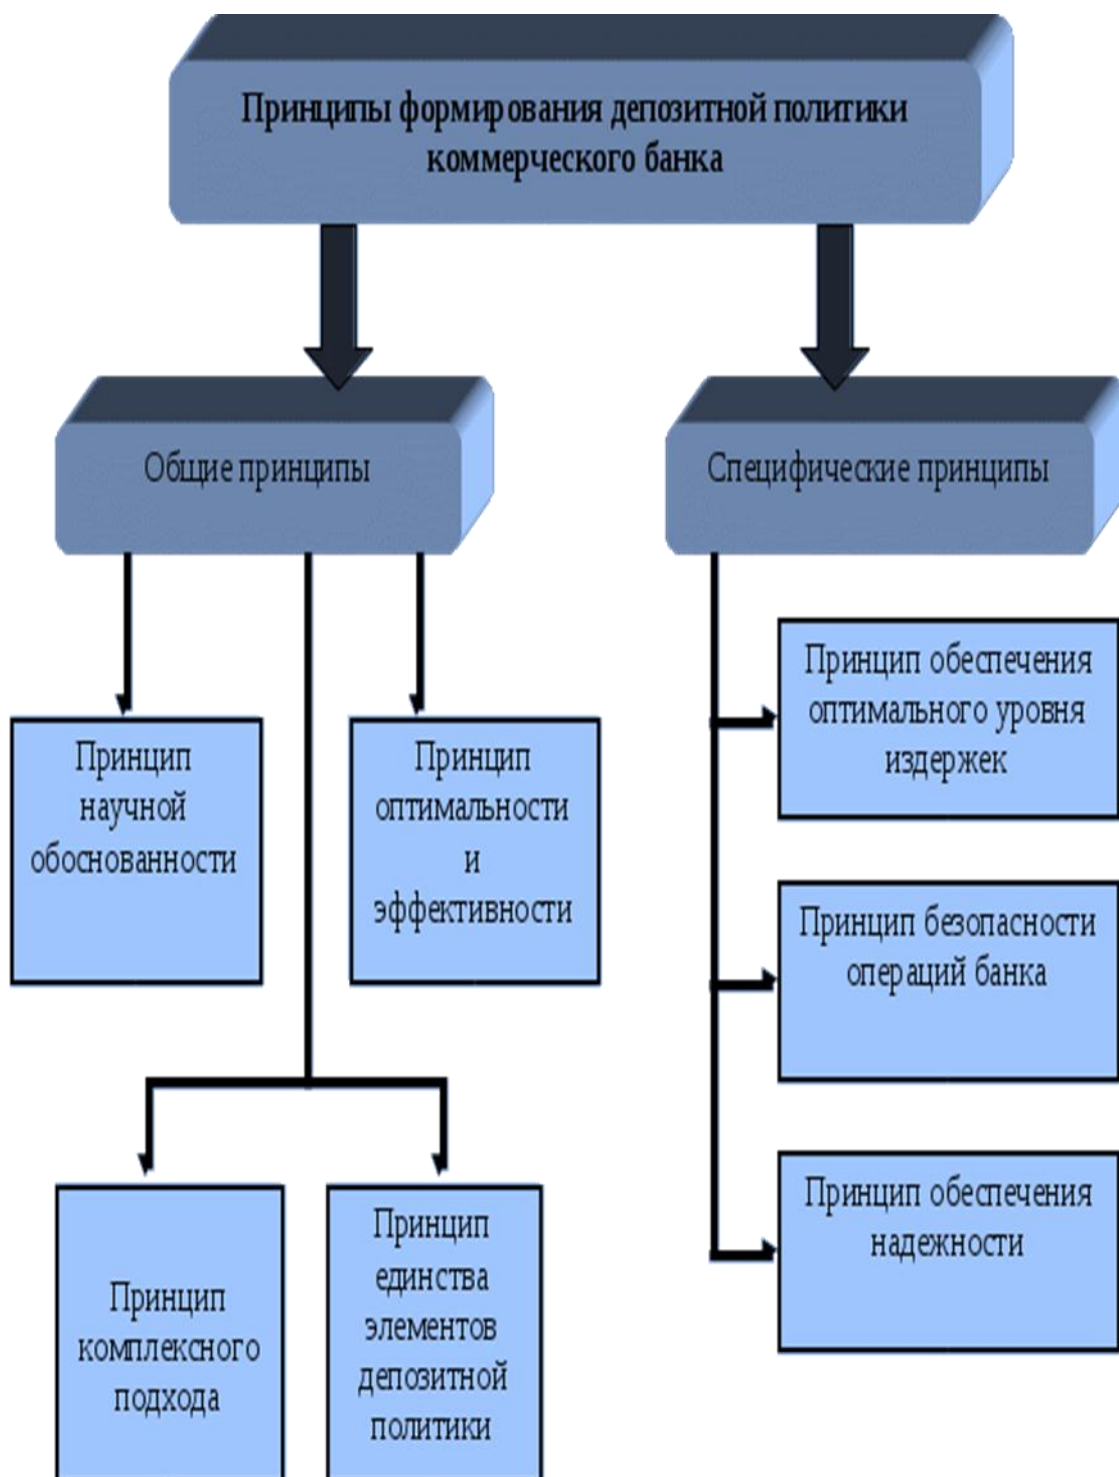 Принципы формирования депозитной политики
коммерческого банка
Общие принципы
Специфические принципы
Принцип
научной
обоснованности
Принцип
оптимальности
и
эффективности
Принцип обеспечения
оптимального уровня
издержек
Принцип безопасности
операций банка
Принцип обеспечения
надежности
Принцип
комплексного
подхода
Принцип
единства
элементов
депозитной
политики